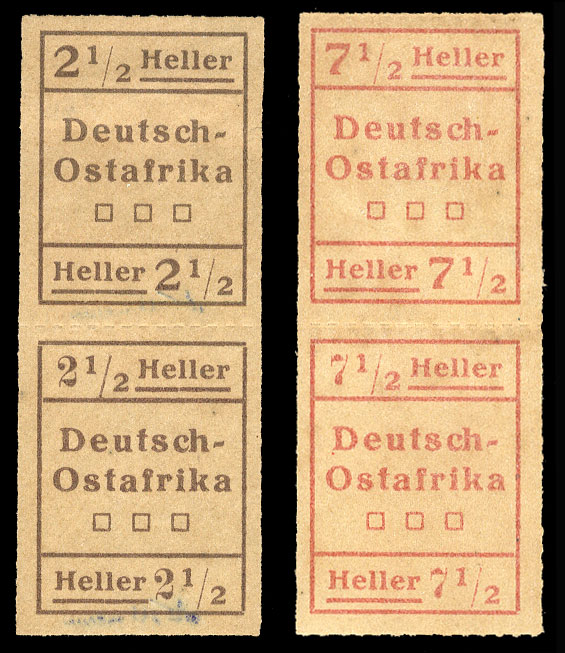 2 1/2 Heller
Deutsch-
Ostafrika
Heller 2 1/2
2 1/2 Heller
Deutsch-
Ostafrika
Heller 2 1/2
7 1/2 Heller
Deutsch-
Ostafrika
Heller 7 1/2
7 1/2 Heller
Deutsch-
Ostafrika
Heller 7 1/2